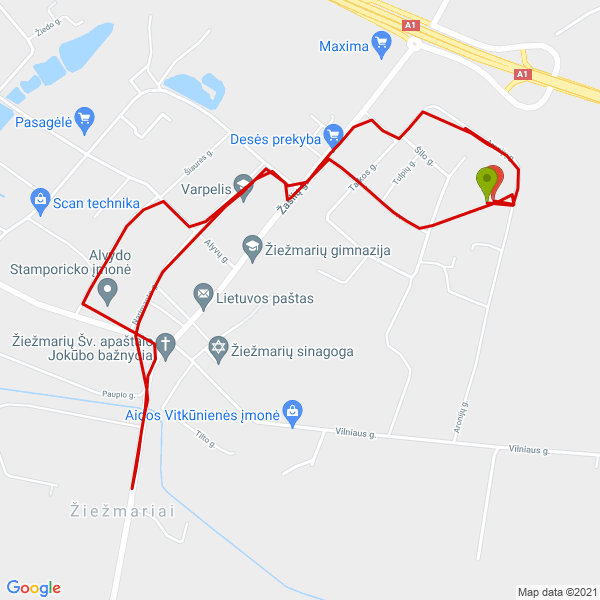 Žiedo g.
A1
Maxima
A1
Pasagėlė
Desės prekyba
Šiaurės g.
Šilo g.
Taikos g.
Tulpių g.
Varpelis
Scan technika
Žaslių g.
Alyvų g.
Žiežmarių gimnazija
Alvydo
Stamporicko įmonė
Lietuvos paštas
Žiežmarių Šv. apaštalo
Jokūbo bažnyčia
Žiežmarių sinagoga
Paupio g.
Aidos Vitkūnienės įmonė
Aronijų g.
Tilto g.
Vilniaus g.
Vilniaus g.
Žiežmariai
Google
Map data ©2021